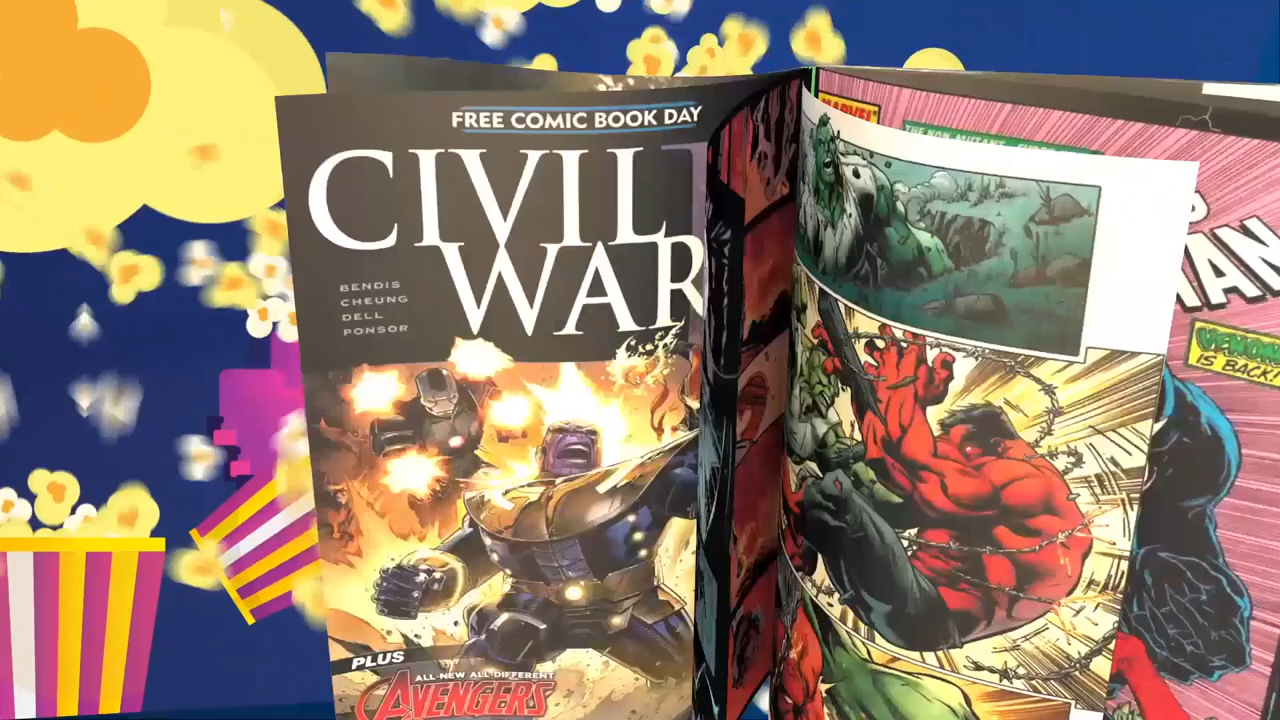 FREE COMIC BOOK DAY
CIVIL
WAR
BENDIS
CHEUNG
DELL
PONSOR
PLUS
ALL-NEW ALL-DIFFERENT
AVENGERS
MARVEL
THE NON-MUTANT
IS BACK!